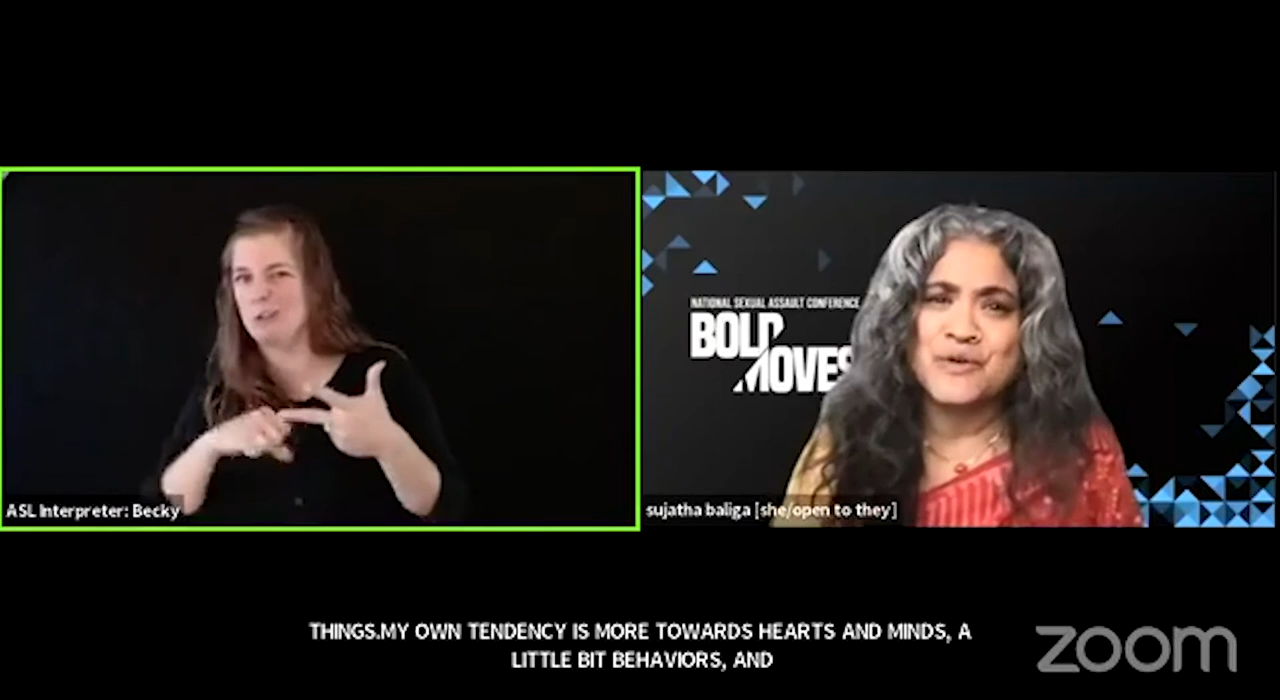 NATIONAL SEXUAL ASSAULT CONFERENCE
BOLD
MOVES
ASL Interpreter: Becky
sujatha baliga [she/open to they]
THINGS.MY OWN TENDENCY IS MORE TOWARDS HEARTS AND MINDS, A
LITTLE BIT BEHAVIORS, AND
zoom